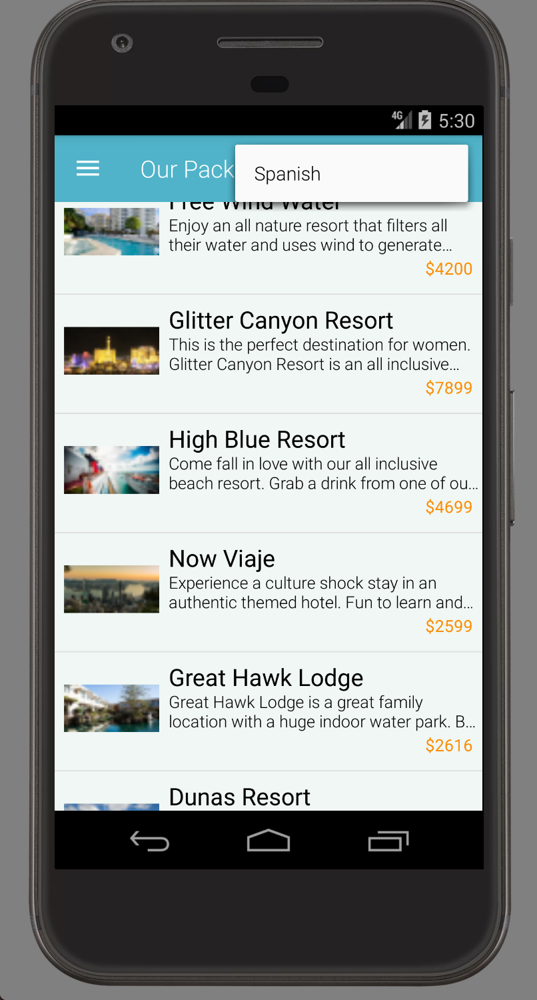 4G
5:30
Our Pack
Spanish
Free Wind Water
Enjoy an all nature resort that filters all
their water and uses wind to generate…
$4200
Glitter Canyon Resort
This is the perfect destination for women.
Glitter Canyon Resort is an all inclusive…
$7899
High Blue Resort
Come fall in love with our all inclusive
beach resort. Grab a drink from one of ou…
$4699
Now Viaje
Experience a culture shock stay in an
authentic themed hotel. Fun to learn and…
$2599
Great Hawk Lodge
Great Hawk Lodge is a great family
location with a huge indoor water park. B…
$2616
Dunas Resort